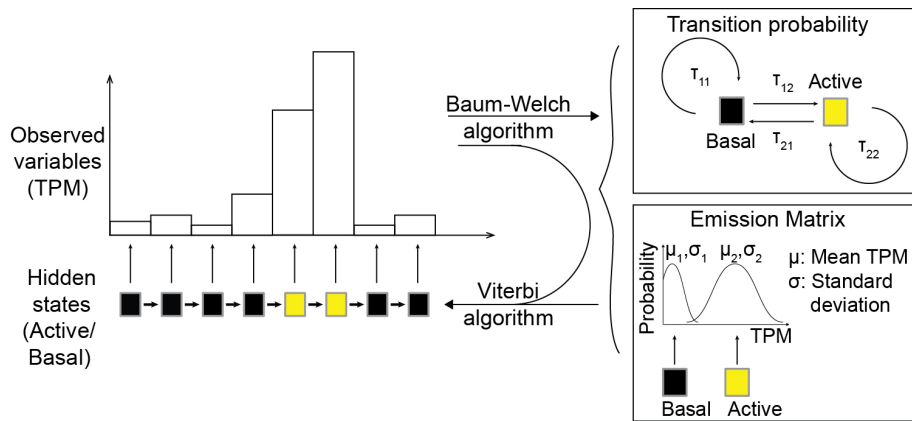 Observed
variables
(TPM)
Hidden
states
(Active/
Basal)
Baum-Welch
algorithm
Viterbi
algorithm
Transition probability
τ11
τ12
Active
Basal
τ21
τ22
Emission Matrix
Probability
μ1,σ1
μ2,σ2
μ: Mean TPM
σ: Standard
deviation
TPM
Basal
Active